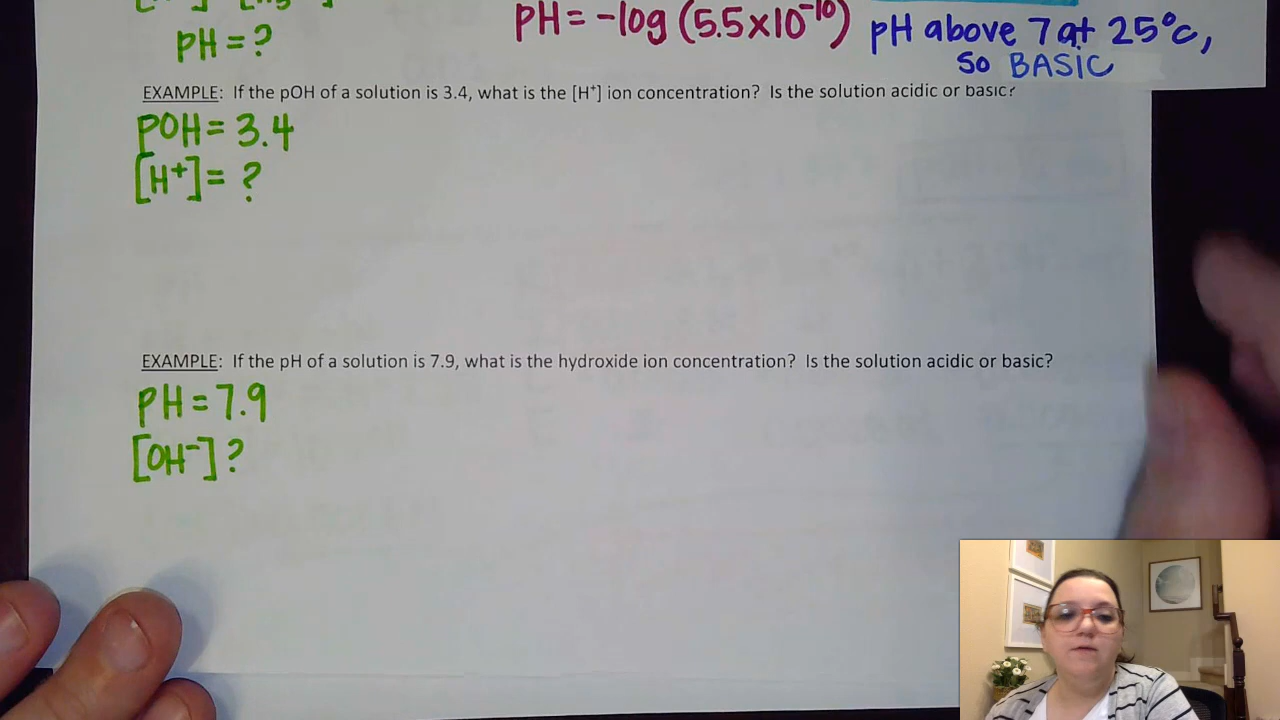 pH = -log (5.5x10⁻¹⁰)
pH above 7 at 25°C,
so BASIC
pH = ?
EXAMPLE: If the pOH of a solution is 3.4, what is the [H⁺] ion concentration? Is the solution acidic or basic?
pOH = 3.4
[H⁺] = ?
EXAMPLE: If the pH of a solution is 7.9, what is the hydroxide ion concentration? Is the solution acidic or basic?
pH = 7.9
[OH⁻] ?